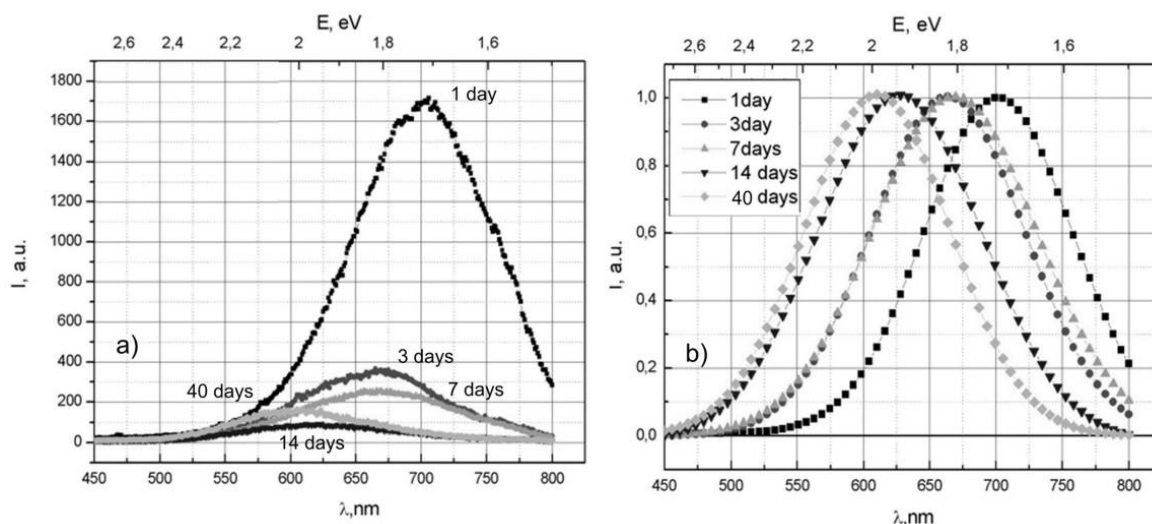 E, eV
2,6 2,4 2,2 2 1,8 1,6
1800
1600
1400
1200
1000
800
600
400
200
0
I, a.u.
1 day
a)
3 days
40 days
7 days
14 days
450 500 550 600 650 700 750 800
λ,nm
E, eV
2,6 2,4 2,2 2 1,8 1,6
1,0
0,8
0,6
0,4
0,2
0,0
I, a.u.
1day
3day
7days
14 days
40 days
b)
450 500 550 600 650 700 750 800
λ,nm